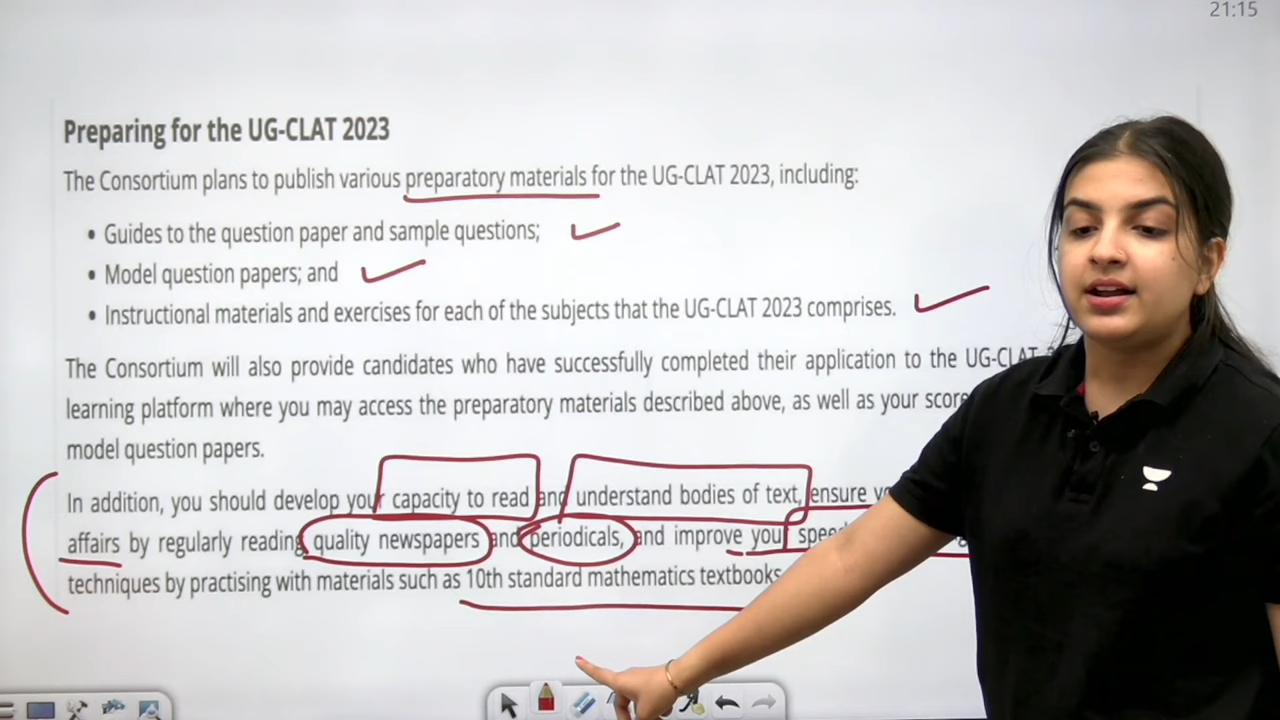 21:15
Preparing for the UG-CLAT 2023
The Consortium plans to publish various preparatory materials for the UG-CLAT 2023, including:
• Guides to the question paper and sample questions;
• Model question papers; and
• Instructional materials and exercises for each of the subjects that the UG-CLAT 2023 comprises.
The Consortium will also provide candidates who have successfully completed their application to the UG-CLAT
learning platform where you may access the preparatory materials described above, as well as your score
model question papers.
In addition, you should develop your capacity to read and understand bodies of text, ensure
affairs by regularly reading quality newspapers and periodicals, and improve you
techniques by practising with materials such as 10th standard mathematics textbooks